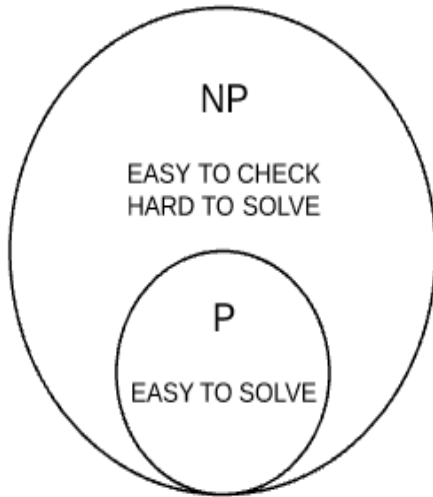 NP
EASY TO CHECK
HARD TO SOLVE
P
EASY TO SOLVE